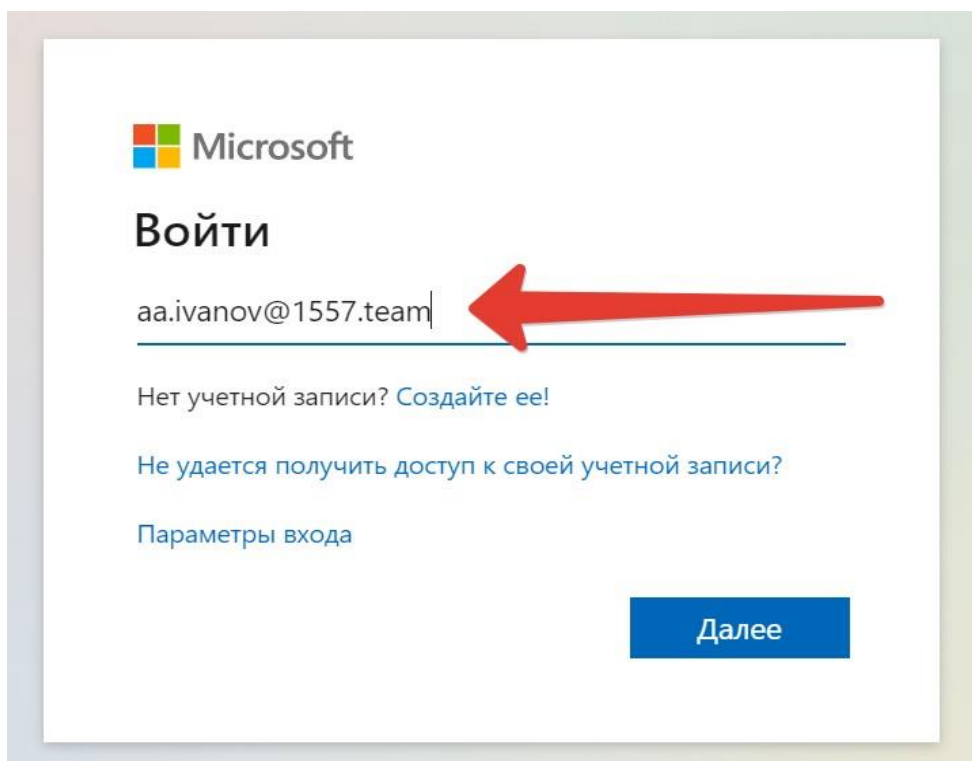 Microsoft
Войти
aa.ivanov@1557.team
Нет учетной записи? Создайте ее!
Не удается получить доступ к своей учетной записи?
Параметры входа
Далее